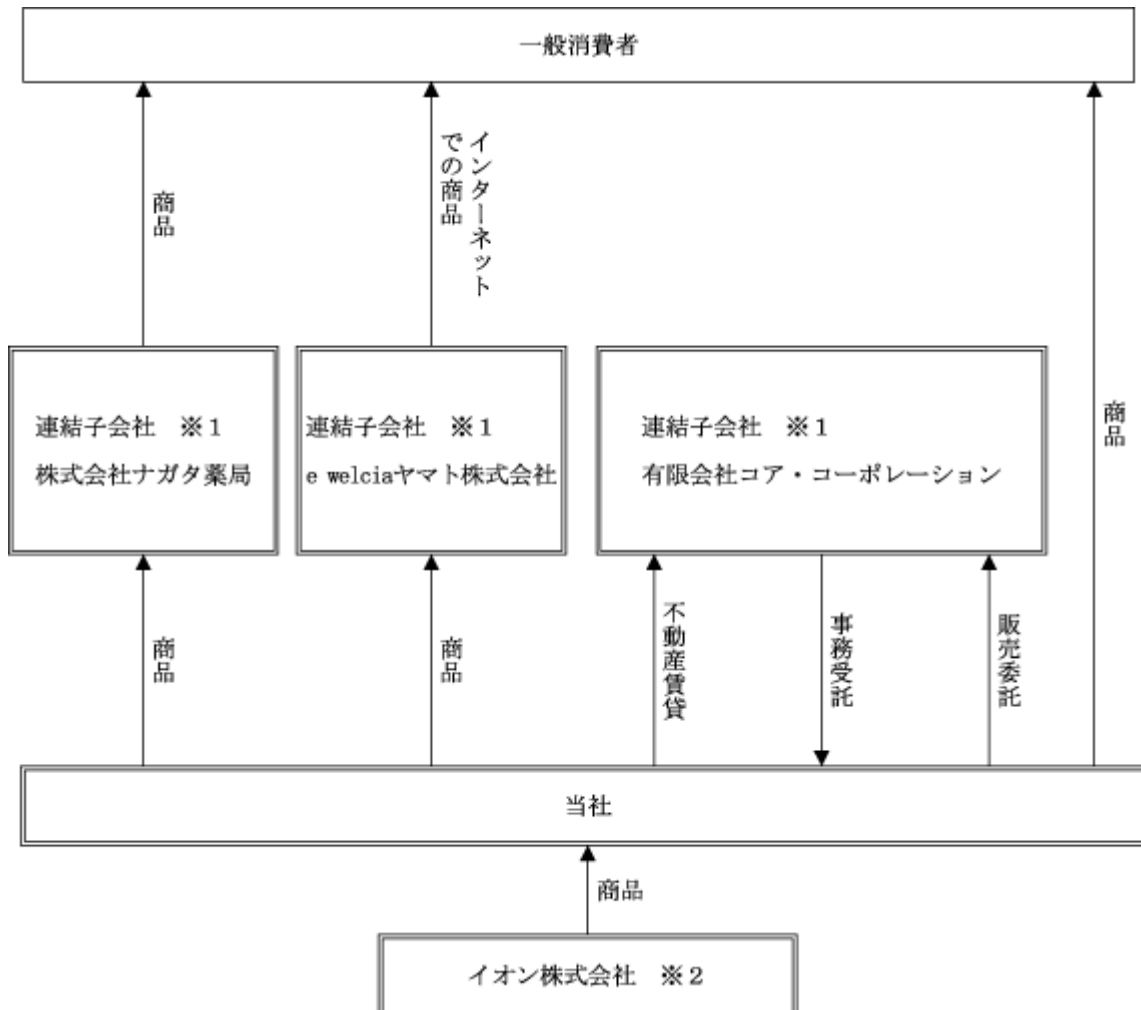 一般消費者
商品
インターネット
での商品
商品
連結子会社　※１
株式会社ナガタ薬局
連結子会社　※１
e welciaヤマト株式会社
連結子会社　※１
有限会社コア・コーポレーション
商品
商品
不動産賃貸
事務受託
販売委託
当社
商品
イオン株式会社　※２